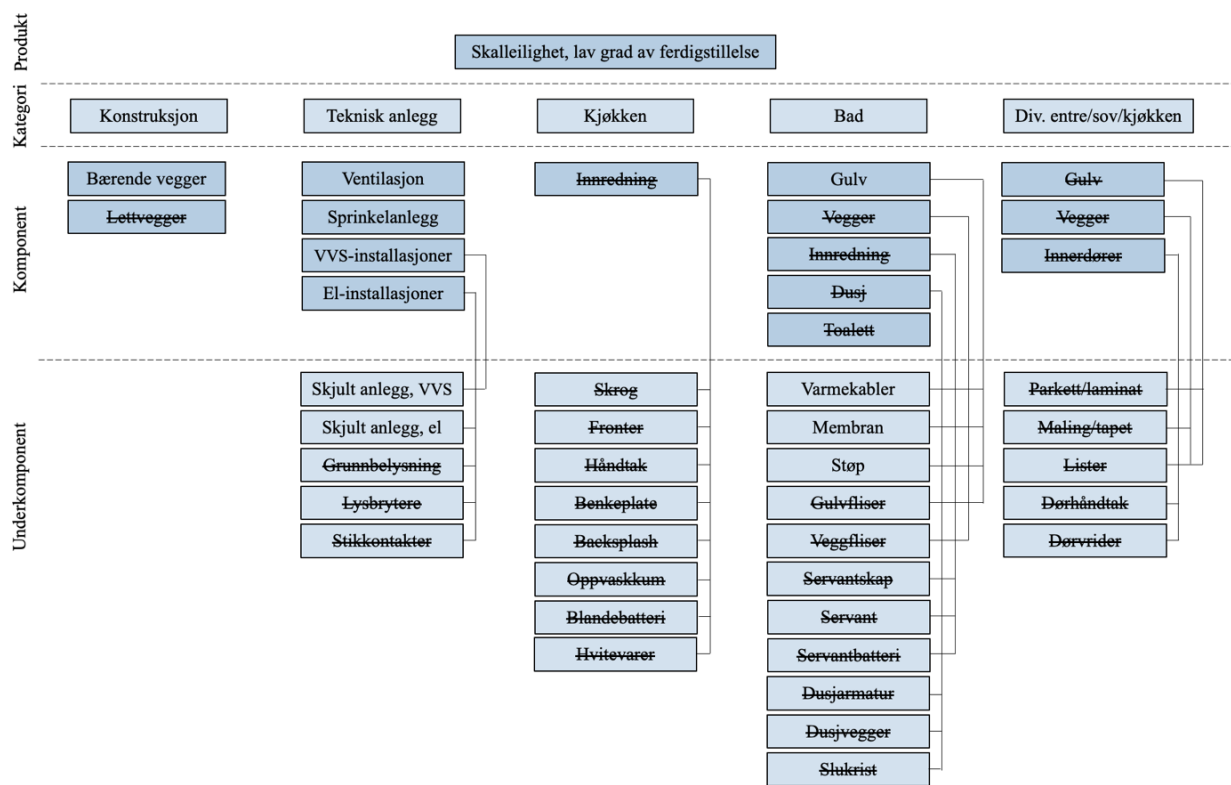 Produkt
Skalleilighet, lav grad av ferdigstillelse
Kategori
Konstruksjon
Teknisk anlegg
Kjøkken
Bad
Div. entre/sov/kjøkken
Komponent
Bærende vegger
Lettvegger
Ventilasjon
Sprinkelanlegg
VVS-installasjoner
El-installasjoner
Innredning
Gulv
Vegger
Innredning
Dusj
Toalett
Gulv
Vegger
Innerdører
Underkomponent
Skjult anlegg, VVS
Skjult anlegg, el
Grunnbelysning
Lysbrytere
Stikkontakter
Skrog
Fronter
Håndtak
Benkeplate
Backsplash
Oppvaskkum
Blandebatteri
Hvitevarer
Varmekabler
Membran
Støp
Gulvfliser
Veggfliser
Servantskap
Servant
Servantbatteri
Dusjarmatur
Dusjvegger
Slukrist
Parkett/laminat
Maling/tapet
Lister
Dørhåndtak
Dørvrider